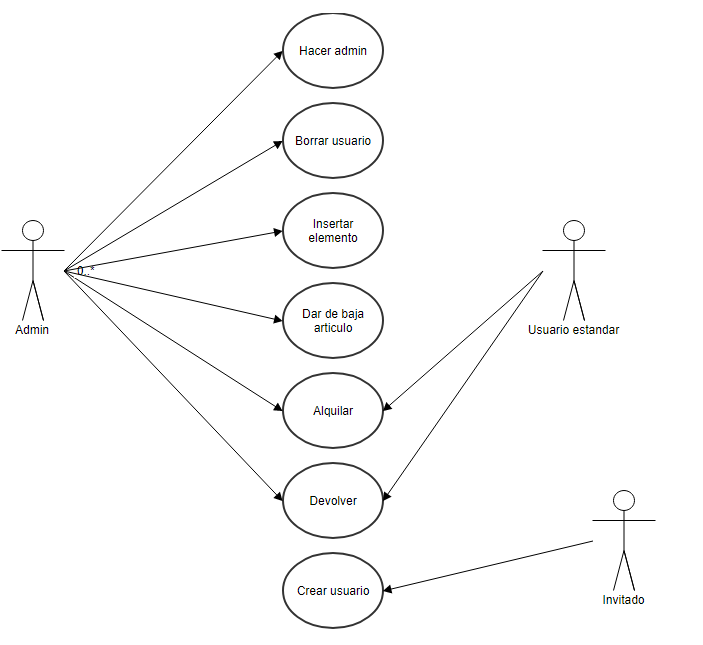 Hacer admin
Borrar usuario
Insertar
elemento
0..*
Dar de baja
articulo
Admin
Usuario estandar
Alquilar
Devolver
Crear usuario
Invitado